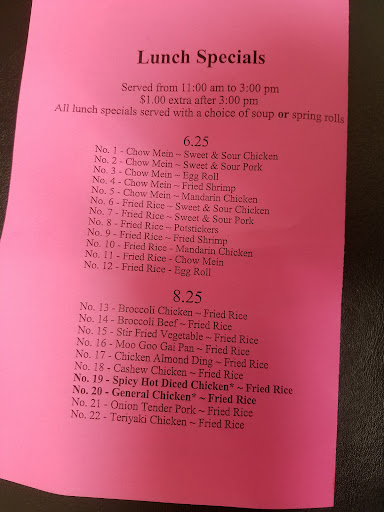 Lunch Specials
Served from 11:00 am to 3:00 pm
$1.00 extra after 3:00 pm
All lunch specials served with a choice of soup or spring rolls
6.25
No. 1 - Chow Mein ~ Sweet & Sour Chicken
No. 2 - Chow Mein ~ Sweet & Sour Pork
No. 3 - Chow Mein ~ Egg Roll
No. 4 - Chow Mein ~ Fried Shrimp
No. 5 - Chow Mein ~ Mandarin Chicken
No. 6 - Fried Rice ~ Sweet & Sour Chicken
No. 7 - Fried Rice ~ Sweet & Sour Pork
No. 8 - Fried Rice ~ Potstickers
No. 9 - Fried Rice ~ Fried Shrimp
No. 10 - Fried Rice - Mandarin Chicken
No. 11 - Fried Rice - Chow Mein
No. 12 - Fried Rice - Egg Roll
8.25
No. 13 - Broccoli Chicken ~ Fried Rice
No. 14 - Broccoli Beef ~ Fried Rice
No. 15 - Stir Fried Vegetable ~ Fried Rice
No. 16 - Moo Goo Gai Pan ~ Fried Rice
No. 17 - Chicken Almond Ding ~ Fried Rice
No. 18 - Cashew Chicken ~ Fried Rice
No. 19 - Spicy Hot Diced Chicken* ~ Fried Rice
No. 20 - General Chicken* ~ Fried Rice
No. 21 - Onion Tender Pork ~ Fried Rice
No. 22 - Teriyaki Chicken ~ Fried Rice